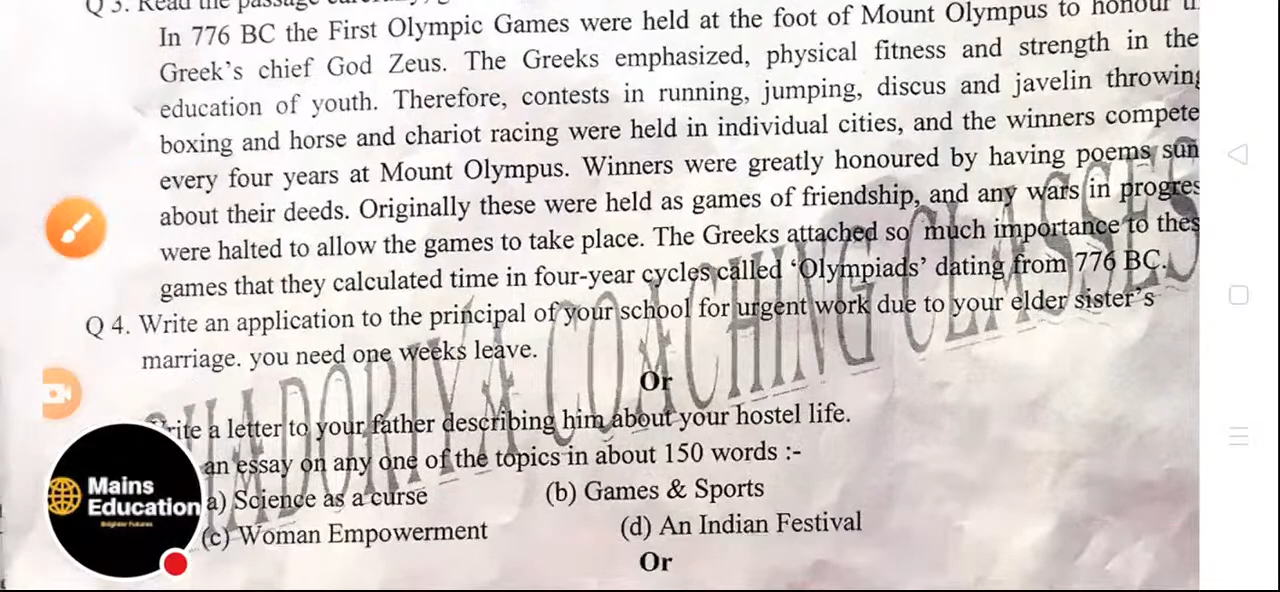 Q 3. Read the passage
In 776 BC the First Olympic Games were held at the foot of Mount Olympus to honour
Greek's chief God Zeus. The Greeks emphasized, physical fitness and strength in the
education of youth. Therefore, contests in running, jumping, discus and javelin throwing
boxing and horse and chariot racing were held in individual cities, and the winners compete
every four years at Mount Olympus. Winners were greatly honoured by having poems sun
about their deeds. Originally these were held as games of friendship, and any wars in progres
were halted to allow the games to take place. The Greeks attached so much importance to thes
games that they calculated time in four-year cycles called 'Olympiads' dating from 776 BC.
Q 4. Write an application to the principal of your school for urgent work due to your elder sister's
marriage. you need one weeks leave.
Or
rite a letter to your father describing him about your hostel life.
an essay on any one of the topics in about 150 words :-
a) Science as a curse (b) Games & Sports
(c) Woman Empowerment (d) An Indian Festival
Or
COACHING CLASSES
Mains
Education
Brighter Futures